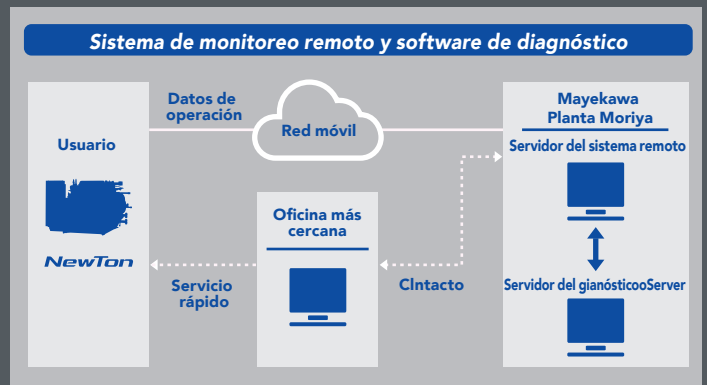 Sistema de monitoreo remoto y software de diagnóstico
Usuario
NewTon
Datos de
operación
Red móvil
Oficina más
cercana
Servicio
rápido
Clntacto
Mayekawa
Planta Moriya
Servidor del sistema remoto
Servidor del gianósticooServer